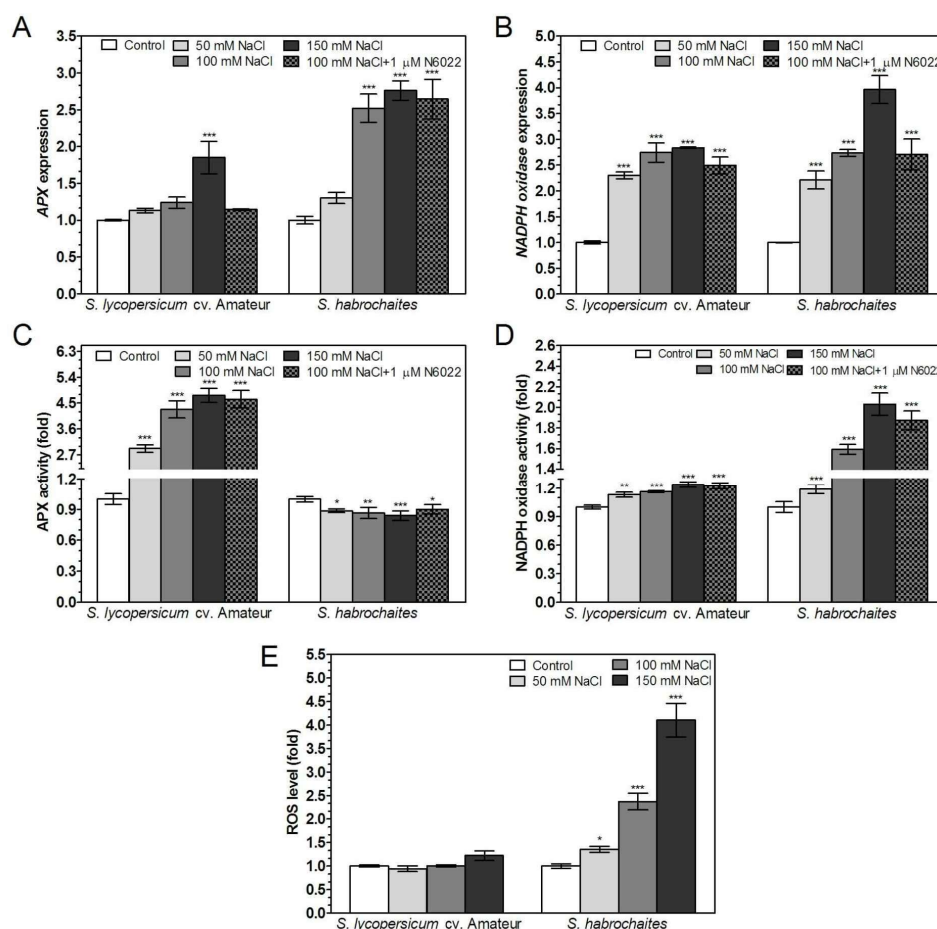 A
Control
50 mM NaCl
100 mM NaCl
150 mM NaCl
100 mM NaCl+1 μM N6022
APX expression
3.5
3.0
2.5
2.0
1.5
1.0
0.5
0.0
***
*** *** ***
S. lycopersicum cv. Amateur
S. habrochaites
B
Control
50 mM NaCl
100 mM NaCl
150 mM NaCl
100 mM NaCl+1 μM N6022
NADPH oxidase expression
5.0
4.5
4.0
3.5
3.0
2.5
2.0
1.5
1.0
0.5
0.0
*** *** *** ***
*** *** *** ***
S. lycopersicum cv. Amateur
S. habrochaites
C
Control
50 mM NaCl
100 mM NaCl
150 mM NaCl
100 mM NaCl+1 μM N6022
APX activity (fold)
6.3
5.4
4.5
3.6
2.7
1.2
0.9
0.6
0.3
0.0
*** *** *** ***
* ** *** *
S. lycopersicum cv. Amateur
S. habrochaites
D
Control
50 mM NaCl
100 mM NaCl
150 mM NaCl
100 mM NaCl+1 μM N6022
NADPH oxidase activity (fold)
2.6
2.4
2.2
2.0
1.8
1.6
1.4
1.2
0.9
0.6
0.3
0.0
** *** *** ***
*** *** *** ***
S. lycopersicum cv. Amateur
S. habrochaites
E
Control
50 mM NaCl
100 mM NaCl
150 mM NaCl
ROS level (fold)
5.5
5.0
4.5
4.0
3.5
3.0
2.5
2.0
1.5
1.0
0.5
0.0
* *** ***
S. lycopersicum cv. Amateur
S. habrochaites